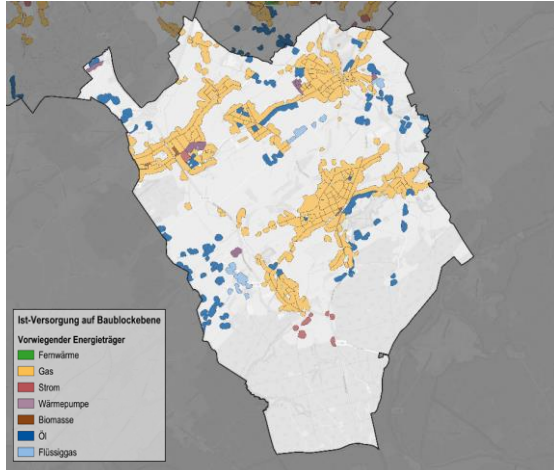 Ist-Versorgung auf Baublockebene
Vorwiegender Energieträger
Fernwärme
Gas
Strom
Wärmepumpe
Biomasse
Öl
Flüssiggas